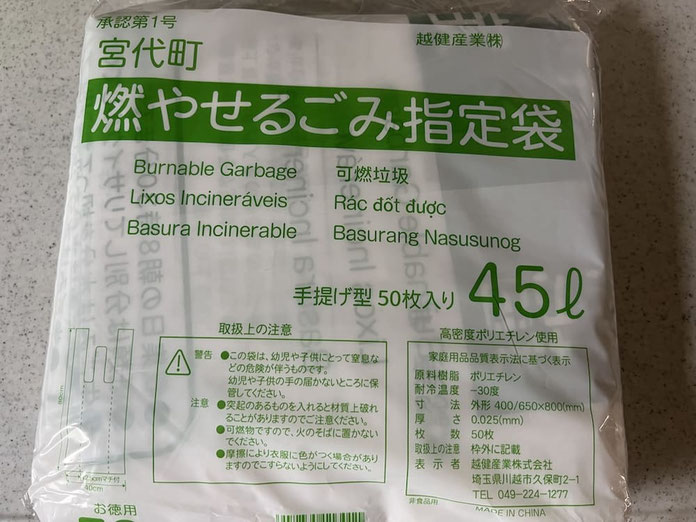 承認第1号
越健産業㈱
宮代町
燃やせるごみ指定袋
Burnable Garbage
可燃垃圾
Lixos Incineráveis
Rác đốt được
Basura Incinerable
Basurang Nasusunog
手提げ型 50枚入り 45ℓ
取扱上の注意
警告
●この袋は、幼児や子供にとって窒息などの危険が伴うものです。
幼児や子供の手の届かないところに保管してください。
注意
●突起のあるものを入れると材質上破れることがありますのでご注意ください。
●可燃物ですので、火のそばに置かないでください。
●摩擦により衣服に色がつく場合がありますのでこすらないようにしてください。
高密度ポリエチレン使用
家庭用品品質表示法に基づく表示
原料樹脂 ポリエチレン
耐冷温度 -30度
寸法 外形 400/650×800(mm)
厚さ 0.025(mm)
枚数 50枚
取扱上の注意 枠外に記載
表示者 越健産業株式会社
埼玉県川越市久保町2-1
TEL 049-224-1277
非食品用
MADE IN CHINA
お徳用